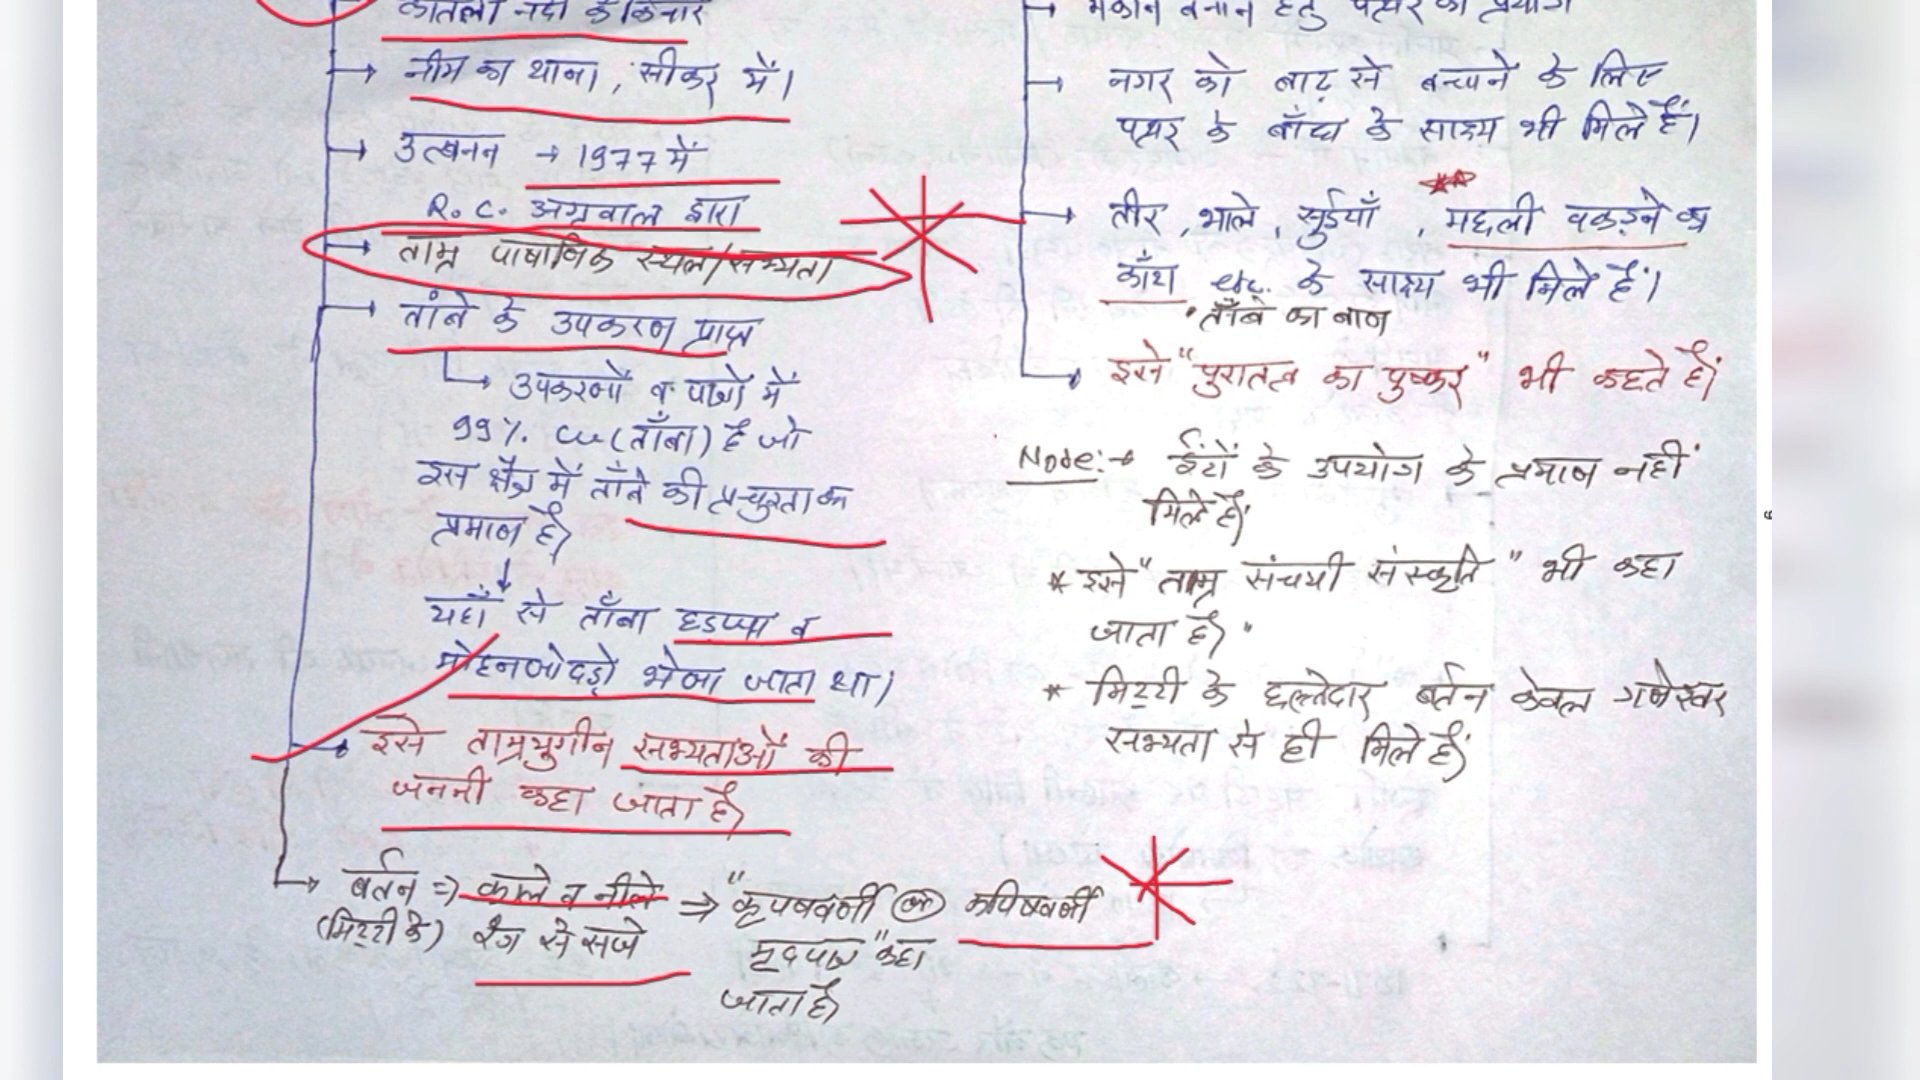 कांतली नदी के किनारे
नीम का थाना, सीकर में।
उत्खनन → 1977 में
R.C. अग्रवाल द्वारा
ताम्र पाषाणिक स्थल/सभ्यता
तांबे के उपकरण प्राप्त
उपकरणों व पात्रों में
99%. Cu (ताँबा) है जो
इस क्षेत्र में ताँबे की प्रचुरता का
प्रमाण है।
यहाँ से ताँबा हड़प्पा व
मोहनजोदड़ो भेजा जाता था।
इसे ताम्रयुगीन सभ्यताओं की
जननी कहा जाता है।
बर्तन ⇒ काले व नीले ⇒ "कृपषवर्णी or कपिषवर्णी
(मिट्टी के) रंग से सजे मृदपात्र" कहा
जाता है।
मकान बनाने हेतु पत्थर का प्रयोग
नगर को बाढ़ से बचाने के लिए
पत्थर के बाँध के साक्ष्य भी मिले हैं।
तीर, भाले, सुईयाँ, मछली पकड़ने का
काँटा etc. के साक्ष्य भी मिले हैं।
• ताँबे का बाण
इसे "पुरातत्व का पुष्कर" भी कहते हैं।
Node:→ ईंटों के उपयोग के प्रमाण नहीं
मिले हैं।
* इसे "ताम्र संचयी संस्कृति" भी कहा
जाता है।
* मिट्टी के छल्लेदार बर्तन केवल गणेश्वर
सभ्यता से ही मिले हैं।